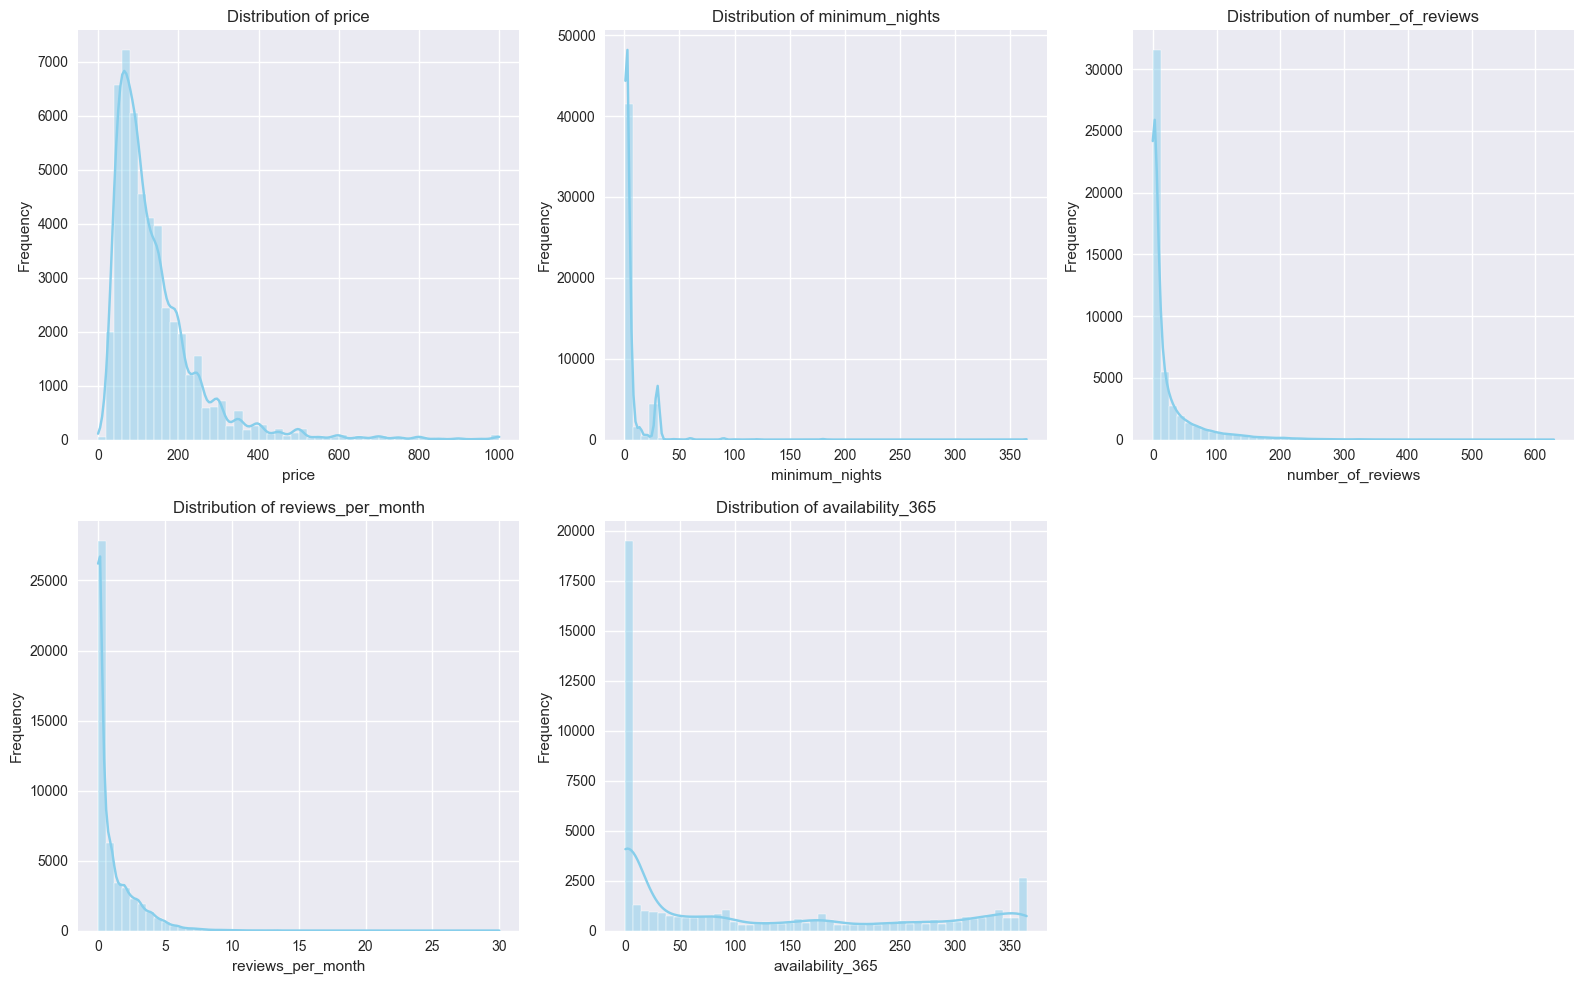 Distribution of price
Frequency
7000
6000
5000
4000
3000
2000
1000
0
0 200 400 600 800 1000
price
Distribution of minimum_nights
Frequency
50000
40000
30000
20000
10000
0
0 50 100 150 200 250 300 350
minimum_nights
Distribution of number_of_reviews
Frequency
30000
25000
20000
15000
10000
5000
0
0 100 200 300 400 500 600
number_of_reviews
Distribution of reviews_per_month
Frequency
25000
20000
15000
10000
5000
0
0 5 10 15 20 25 30
reviews_per_month
Distribution of availability_365
Frequency
20000
17500
15000
12500
10000
7500
5000
2500
0
0 50 100 150 200 250 300 350
availability_365